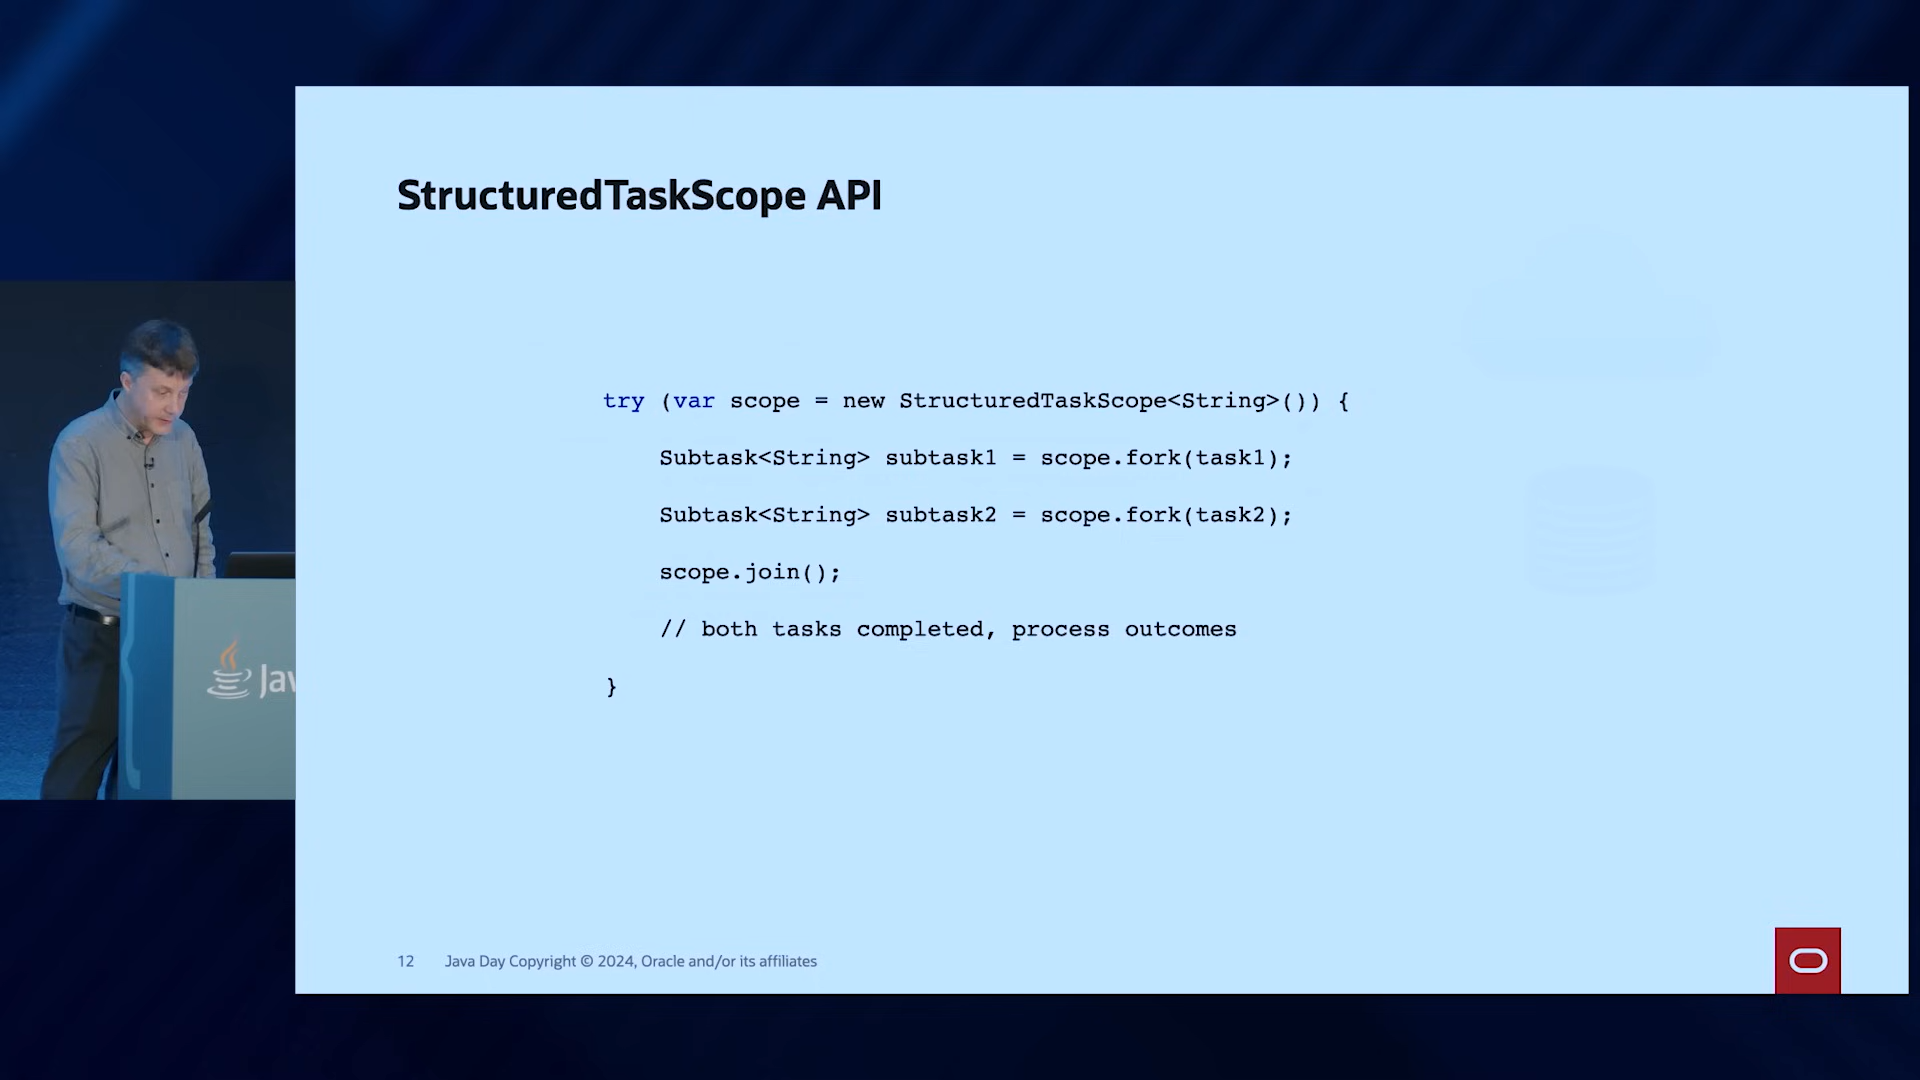 StructuredTaskScope API
try (var scope = new StructuredTaskScope<String>()) {
Subtask<String> subtask1 = scope.fork(task1);
Subtask<String> subtask2 = scope.fork(task2);
scope.join();
// both tasks completed, process outcomes
}
Jav
12 Java Day Copyright © 2024, Oracle and/or its affiliates